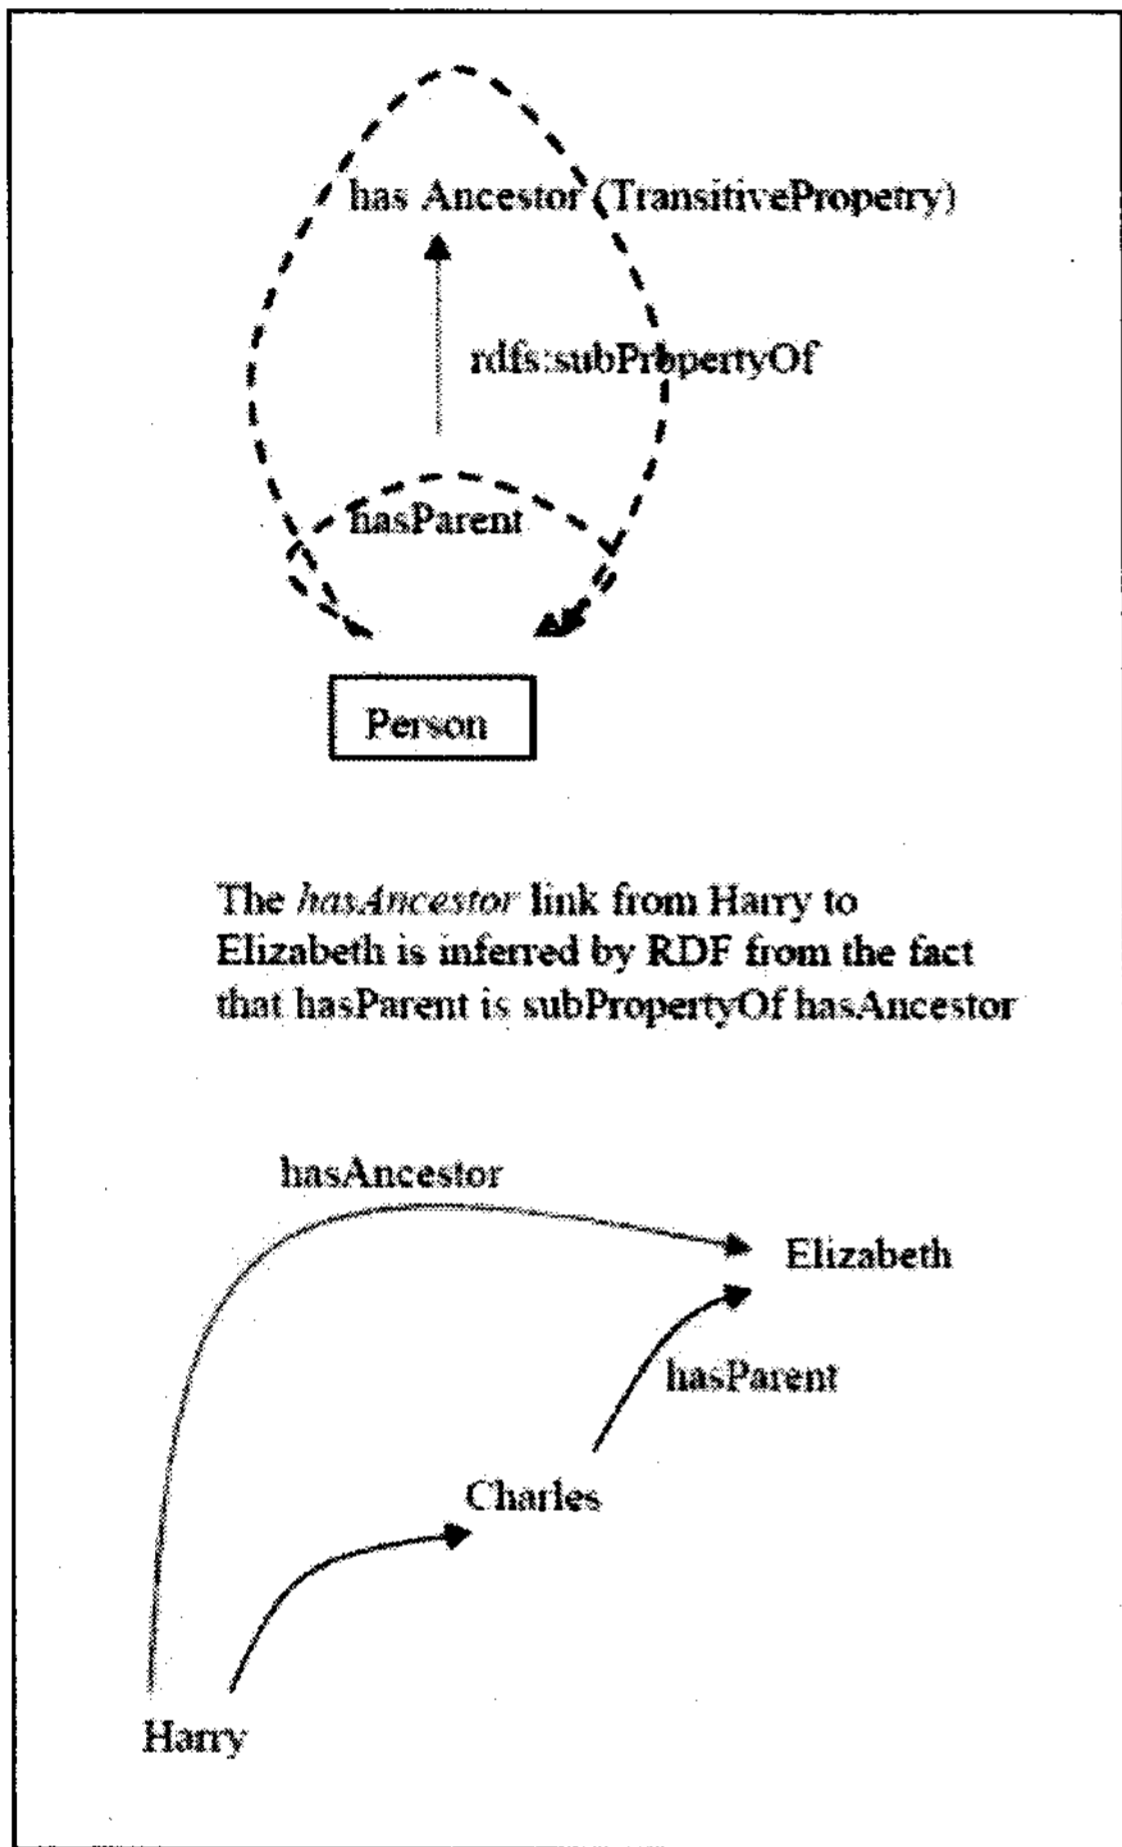 has Ancestor (TransitivePropetry)
rdfs:subPropertyOf
hasParent
Person
The hasAncestor link from Harry to
Elizabeth is inferred by RDF from the fact
that hasParent is subPropertyOf hasAncestor
hasAncestor
Elizabeth
hasParent
Charles
Harry